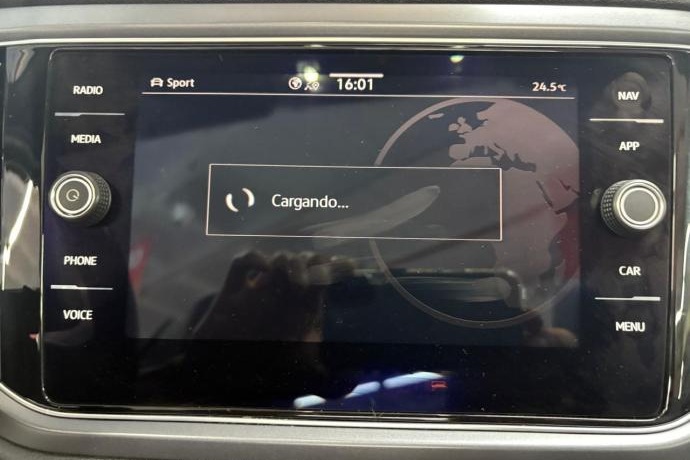 RADIO
MEDIA
PHONE
VOICE
Sport
16:01
24.5°C
Cargando...
NAV
APP
CAR
MENU